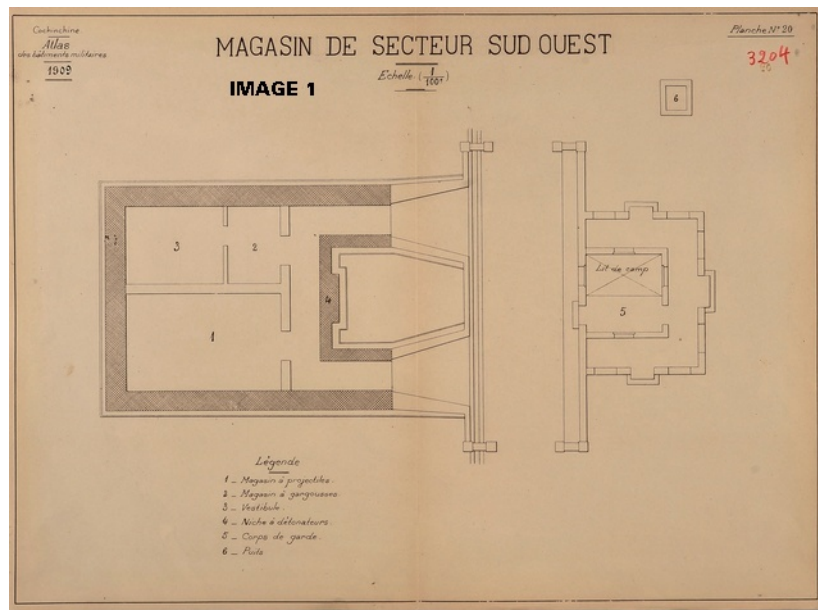 Cochinchine
Atlas
des bâtiments militaires
1909
MAGASIN DE SECTEUR SUD OUEST
Echelle (1/100e)
Planche N° 20
3204
IMAGE 1
6
3
2
4
1
Lit de camp
5
Légende
1 _ Magasin à projectiles.
2 _ Magasin à gargousses.
3 _ Vestibule.
4 _ Niche à détonateurs.
5 _ Corps de garde.
6 _ Puits